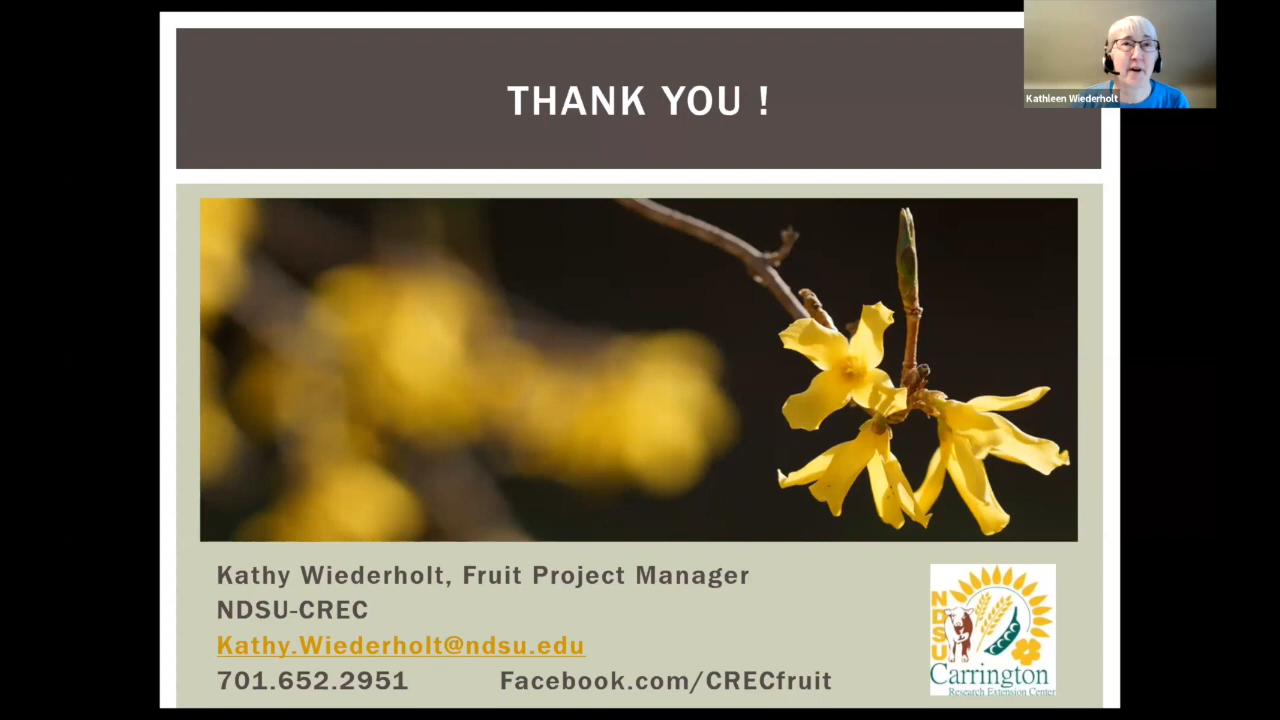 THANK YOU !
Kathleen Wiederholt
Kathy Wiederholt, Fruit Project Manager
NDSU-CREC
Kathy.Wiederholt@ndsu.edu
701.652.2951 Facebook.com/CRECfruit
NDSU
Carrington
Research Extension Center